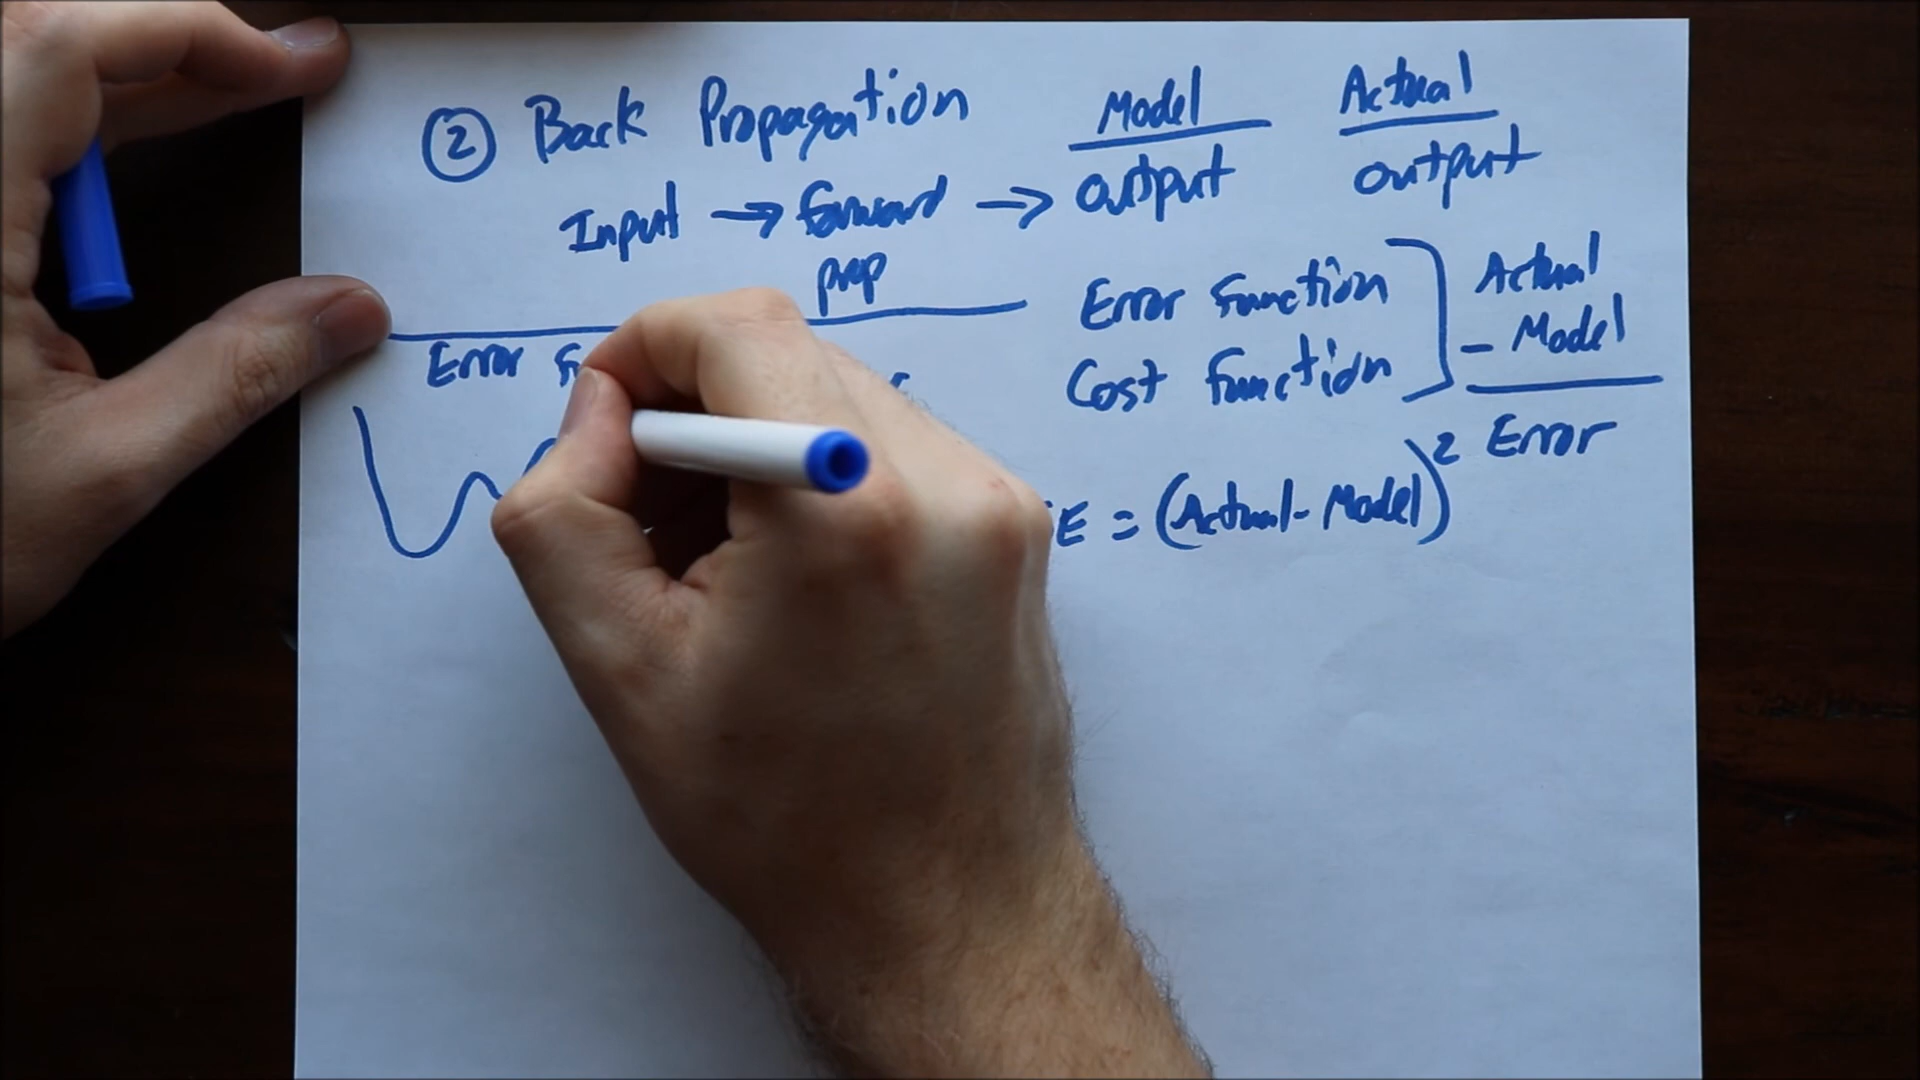 ② Back Propagation
Input → forward prop → Model output
Actual output
Error Function
Cost Function
Actual
- Model
Error
E = (Actual - Model)²
Error